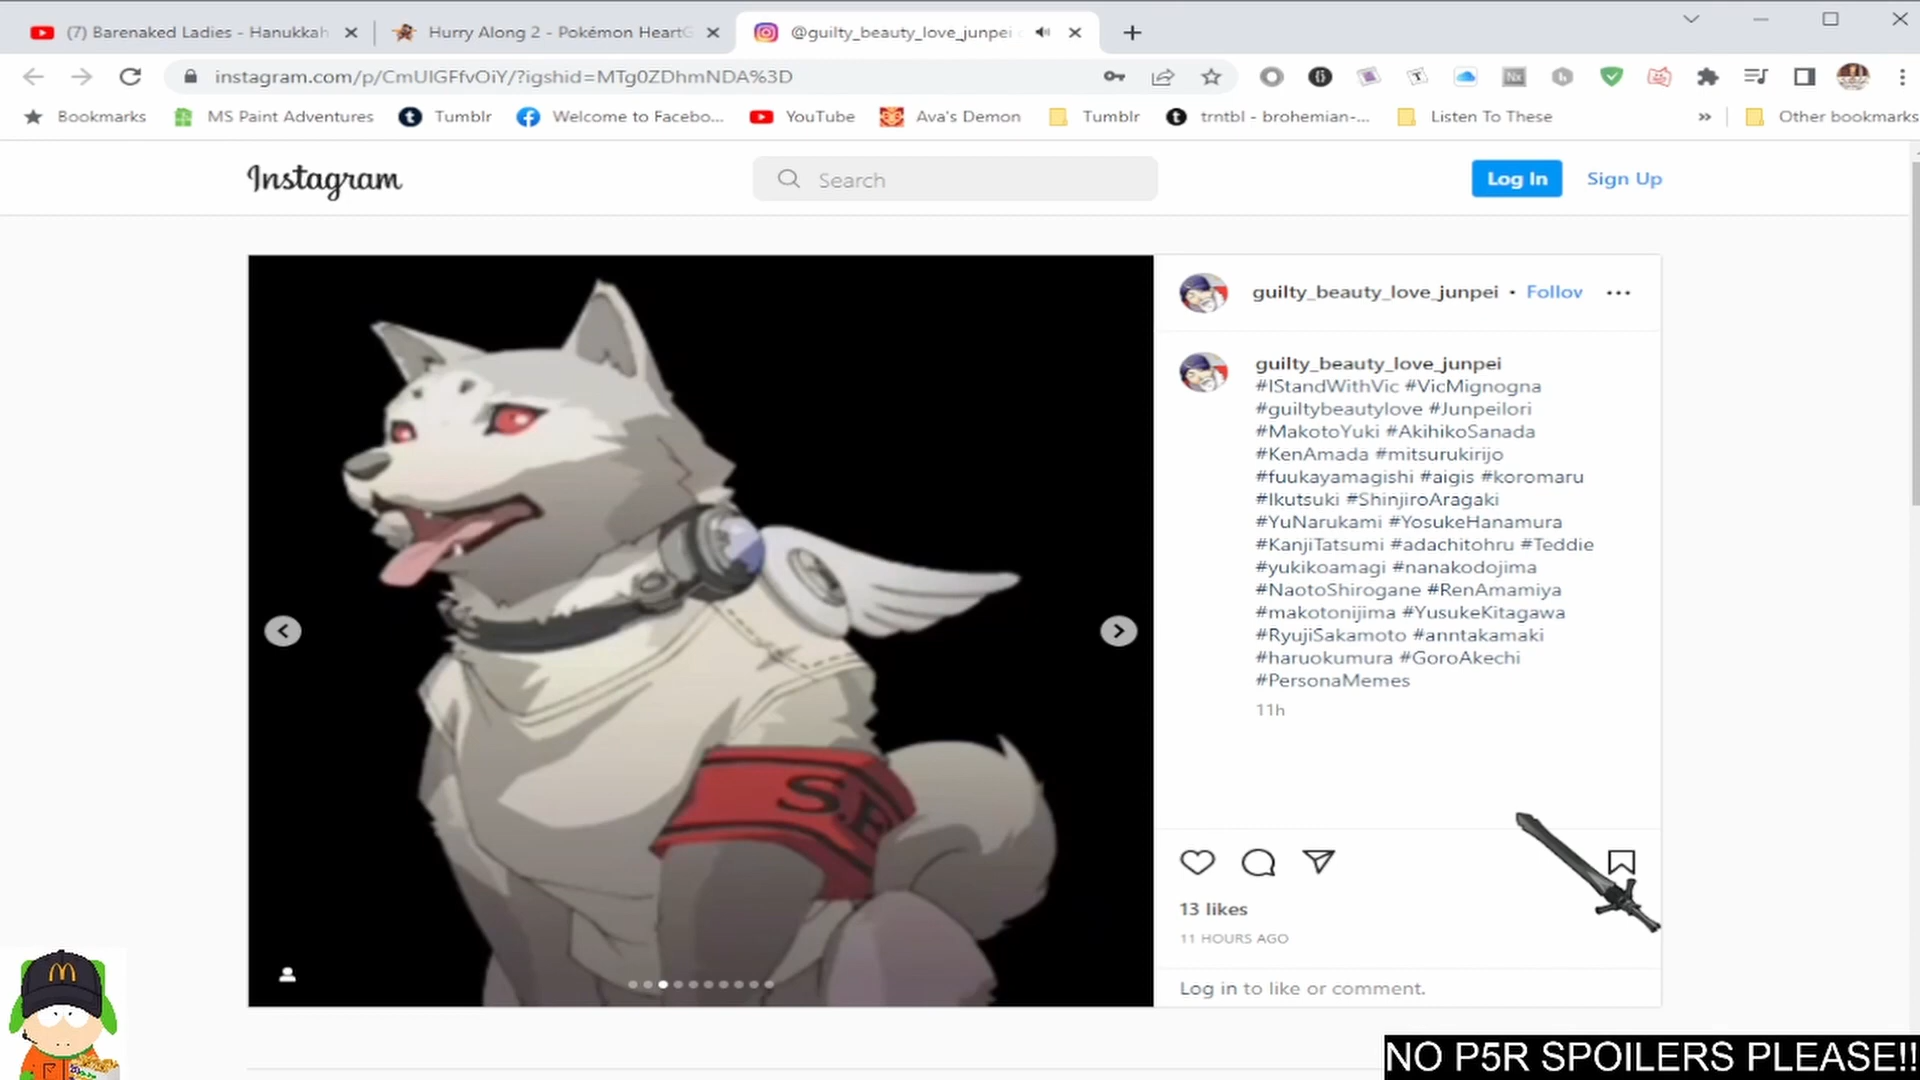 (7) Barenaked Ladies - Hanukkah
Hurry Along 2 - Pokémon HeartG
@guilty_beauty_love_junpei
instagram.com/p/CmUIGFfvOiY/?igshid=MTg0ZDhmNDA%3D
Bookmarks
MS Paint Adventures
Tumblr
Welcome to Facebo...
YouTube
Ava's Demon
Tumblr
trntbl - brohemian-...
Listen To These
»
Other bookmarks
Instagram
Search
Log In
Sign Up
guilty_beauty_love_junpei • Follow
guilty_beauty_love_junpei
#IStandWithVic #VicMignogna
#guiltybeautylove #JunpeiIori
#MakotoYuki #AkihikoSanada
#KenAmada #mitsurukirijo
#fuukayamagishi #aigis #koromaru
#Ikutsuki #ShinjiroAragaki
#YuNarukami #YosukeHanamura
#KanjiTatsumi #adachitohru #Teddie
#yukikoamagi #nanakodojima
#NaotoShirogane #RenAmamiya
#makotonijima #YusukeKitagawa
#RyujiSakamoto #anntakamaki
#haruokumura #GoroAkechi
#PersonaMemes
11h
S.E
13 likes
11 HOURS AGO
Log in to like or comment.
NO P5R SPOILERS PLEASE!!